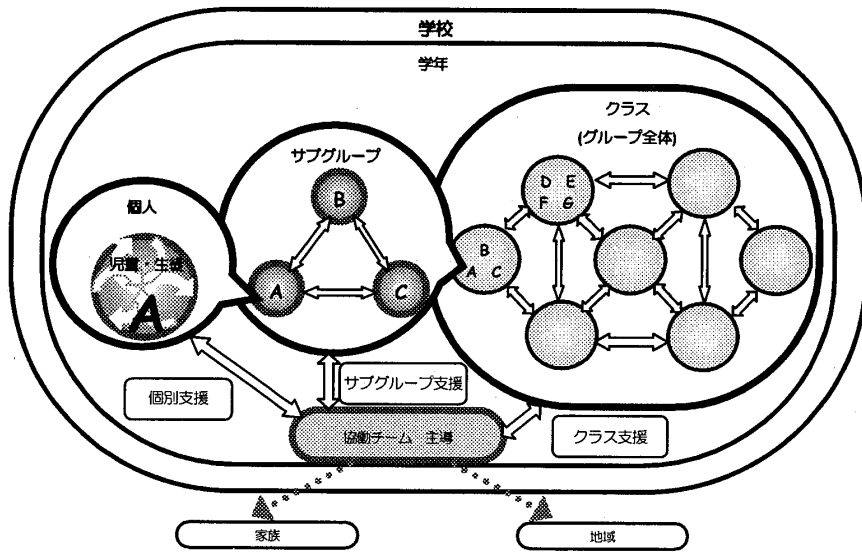 学校
学年
クラス
(グループ全体)
サブグループ
個人
児童・生徒
A
B
A
C
D E
F G
B
A C
個別支援
サブグループ支援
クラス支援
協働チーム 主導
家族
地域